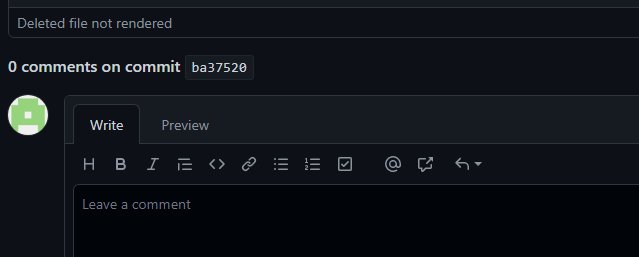 Deleted file not rendered
0 comments on commit ba37520
Write Preview
H B I @
Leave a comment